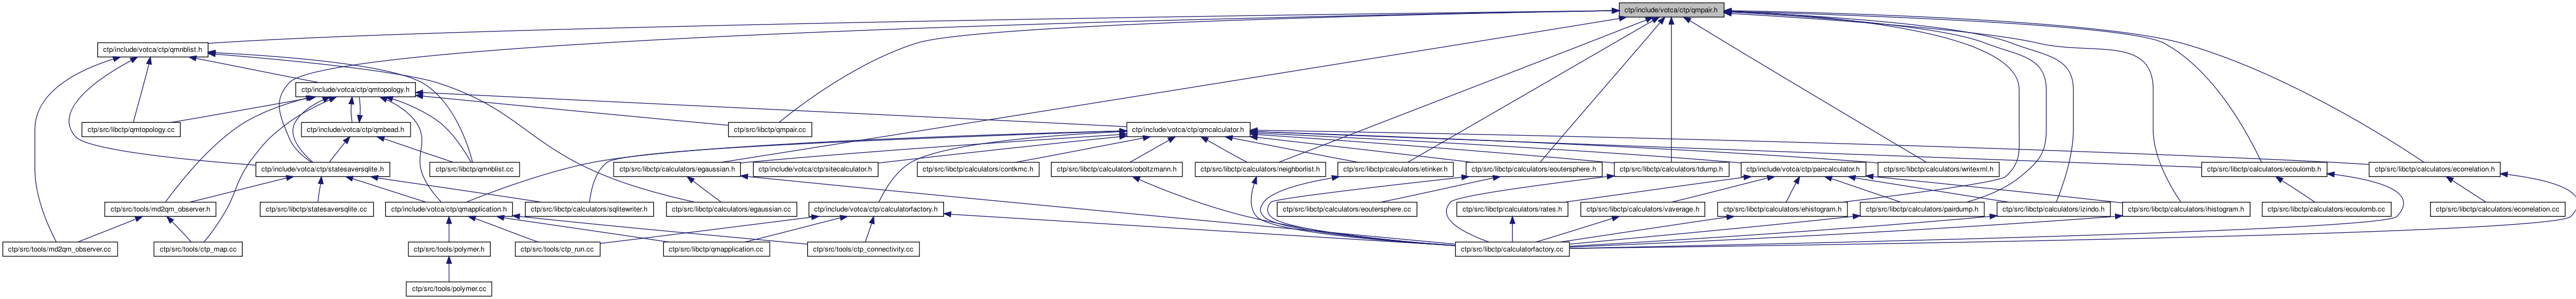 ctp/include/votca/ctp/qmpair.h
ctp/include/votca/ctp/qmnblist.h
ctp/include/votca/ctp/qmtopology.h
ctp/src/libctp/qmtopology.cc
ctp/include/votca/ctp/qmbead.h
ctp/src/libctp/qmpair.cc
ctp/include/votca/ctp/qmcalculator.h
ctp/include/votca/ctp/statesaversqlite.h
ctp/src/libctp/qmnblist.cc
ctp/src/libctp/calculators/egaussian.h
ctp/include/votca/ctp/sitecalculator.h
ctp/src/libctp/calculators/contkmc.h
ctp/src/libctp/calculators/oboltzmann.h
ctp/src/libctp/calculators/neighborlist.h
ctp/src/libctp/calculators/etinker.h
ctp/src/libctp/calculators/eoutersphere.h
ctp/src/libctp/calculators/tdump.h
ctp/include/votca/ctp/paircalculator.h
ctp/src/libctp/calculators/writexml.h
ctp/src/libctp/calculators/ecoulomb.h
ctp/src/libctp/calculators/ecorrelation.h
ctp/src/tools/md2qm_observer.h
ctp/src/libctp/statesaversqlite.cc
ctp/include/votca/ctp/qmapplication.h
ctp/src/libctp/calculators/sqlitewriter.h
ctp/src/libctp/calculators/egaussian.cc
ctp/include/votca/ctp/calculatorfactory.h
ctp/src/libctp/calculators/eoutersphere.cc
ctp/src/libctp/calculators/rates.h
ctp/src/libctp/calculators/vaverage.h
ctp/src/libctp/calculators/ehistogram.h
ctp/src/libctp/calculators/pairdump.h
ctp/src/libctp/calculators/izindo.h
ctp/src/libctp/calculators/ihistogram.h
ctp/src/libctp/calculators/ecoulomb.cc
ctp/src/libctp/calculators/ecorrelation.cc
ctp/src/tools/md2qm_observer.cc
ctp/src/tools/ctp_map.cc
ctp/src/tools/polymer.h
ctp/src/tools/ctp_run.cc
ctp/src/libctp/qmapplication.cc
ctp/src/tools/ctp_connectivity.cc
ctp/src/libctp/calculatorfactory.cc
ctp/src/tools/polymer.cc